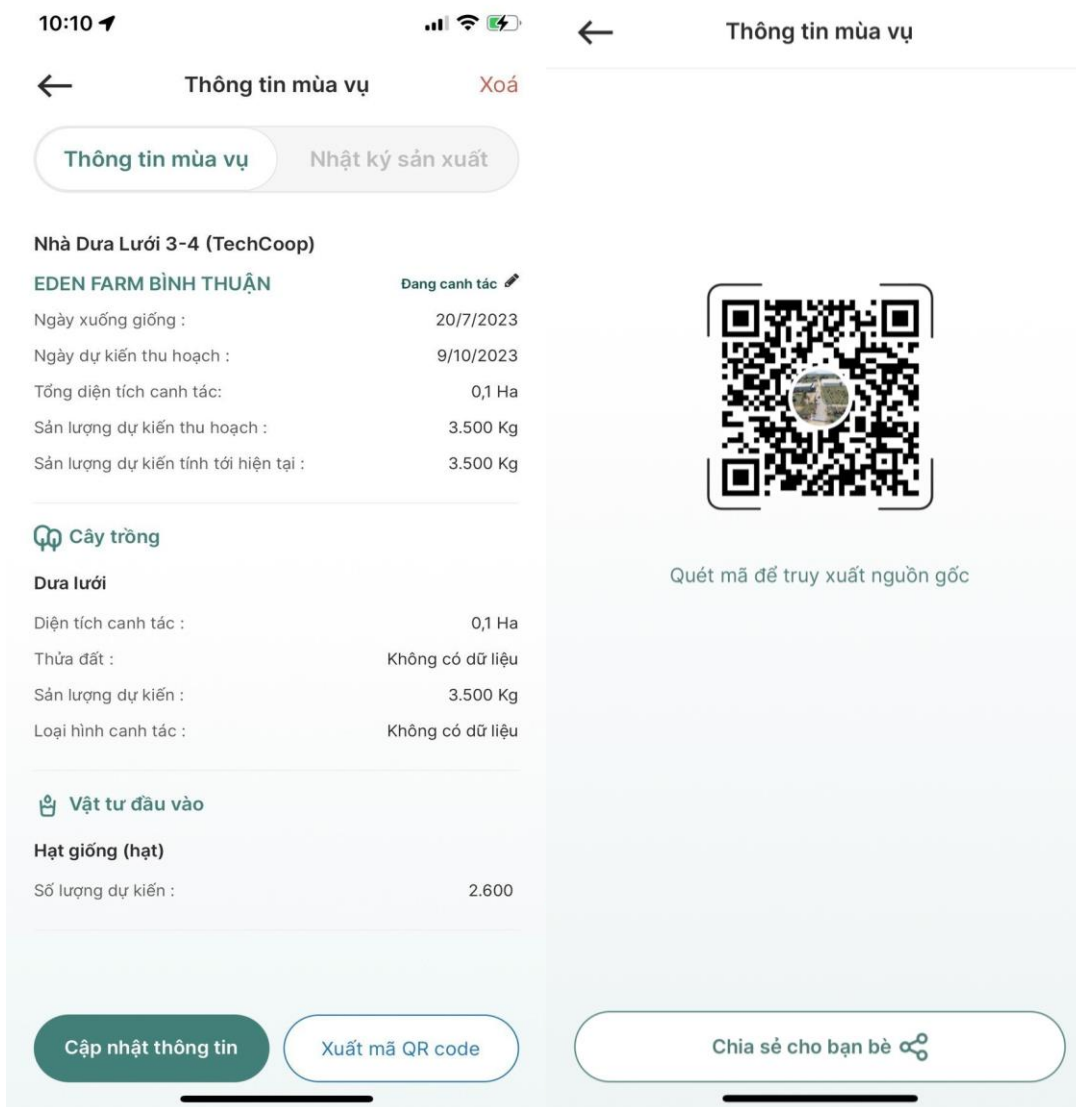 10:10
Thông tin mùa vụ
Xoá
Thông tin mùa vụ
Nhật ký sản xuất
Nhà Dưa Lưới 3-4 (TechCoop)
EDEN FARM BÌNH THUẬN
Đang canh tác
Ngày xuống giống :
20/7/2023
Ngày dự kiến thu hoạch :
9/10/2023
Tổng diện tích canh tác:
0,1 Ha
Sản lượng dự kiến thu hoạch :
3.500 Kg
Sản lượng dự kiến tính tới hiện tại :
3.500 Kg
Cây trồng
Dưa lưới
Diện tích canh tác :
0,1 Ha
Thửa đất :
Không có dữ liệu
Sản lượng dự kiến :
3.500 Kg
Loại hình canh tác :
Không có dữ liệu
Vật tư đầu vào
Hạt giống (hạt)
Số lượng dự kiến :
2.600
Cập nhật thông tin
Xuất mã QR code
Thông tin mùa vụ
Quét mã để truy xuất nguồn gốc
Chia sẻ cho bạn bè